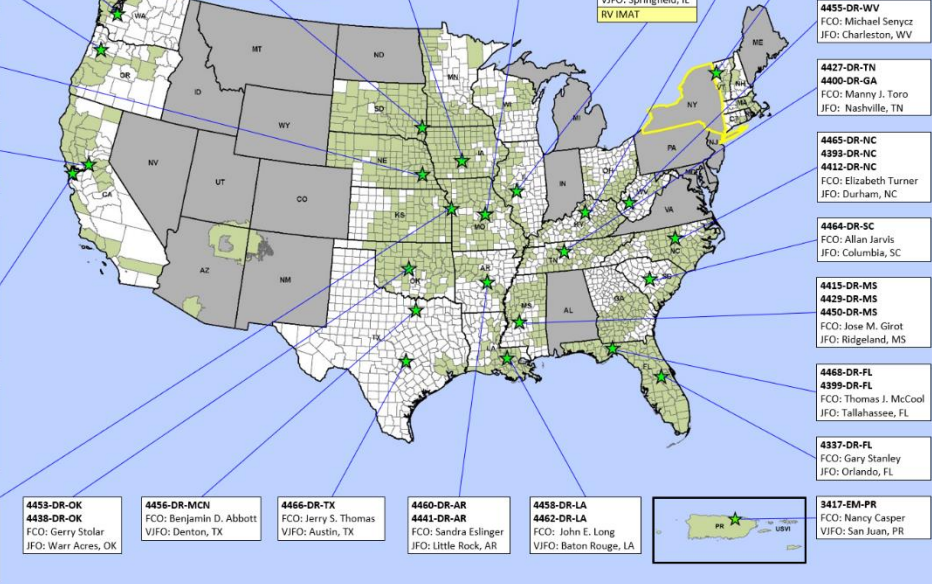 VJFO: Springfield, IL
RV IMAT
4455-DR-WV
FCO: Michael Senycz
JFO: Charleston, WV
4427-DR-TN
4400-DR-GA
FCO: Manny J. Toro
JFO: Nashville, TN
4465-DR-NC
4393-DR-NC
4412-DR-NC
FCO: Elizabeth Turner
JFO: Durham, NC
4464-DR-SC
FCO: Allan Jarvis
JFO: Columbia, SC
4415-DR-MS
4429-DR-MS
4450-DR-MS
FCO: Jose M. Girot
JFO: Ridgeland, MS
4468-DR-FL
4399-DR-FL
FCO: Thomas J. McCool
JFO: Tallahassee, FL
4337-DR-FL
FCO: Gary Stanley
JFO: Orlando, FL
3417-EM-PR
FCO: Nancy Casper
VJFO: San Juan, PR
4453-DR-OK
4438-DR-OK
FCO: Gerry Stolar
JFO: Warr Acres, OK
4456-DR-MCN
FCO: Benjamin D. Abbott
VJFO: Denton, TX
4466-DR-TX
FCO: Jerry S. Thomas
VJFO: Austin, TX
4460-DR-AR
4441-DR-AR
FCO: Sandra Eslinger
JFO: Little Rock, AR
4458-DR-LA
4462-DR-LA
FCO: John E. Long
VJFO: Baton Rouge, LA
WA
MT
ND
MN
ME
OR
ID
SD
WI
VT
NH
NY
MA
CT
WY
MI
IA
PA
NJ
NE
NV
UT
IN
OH
CA
CO
WV
KS
MO
KY
VA
TN
NC
OK
AR
SC
AZ
NM
MS
AL
GA
TX
LA
FL
PR
USVI